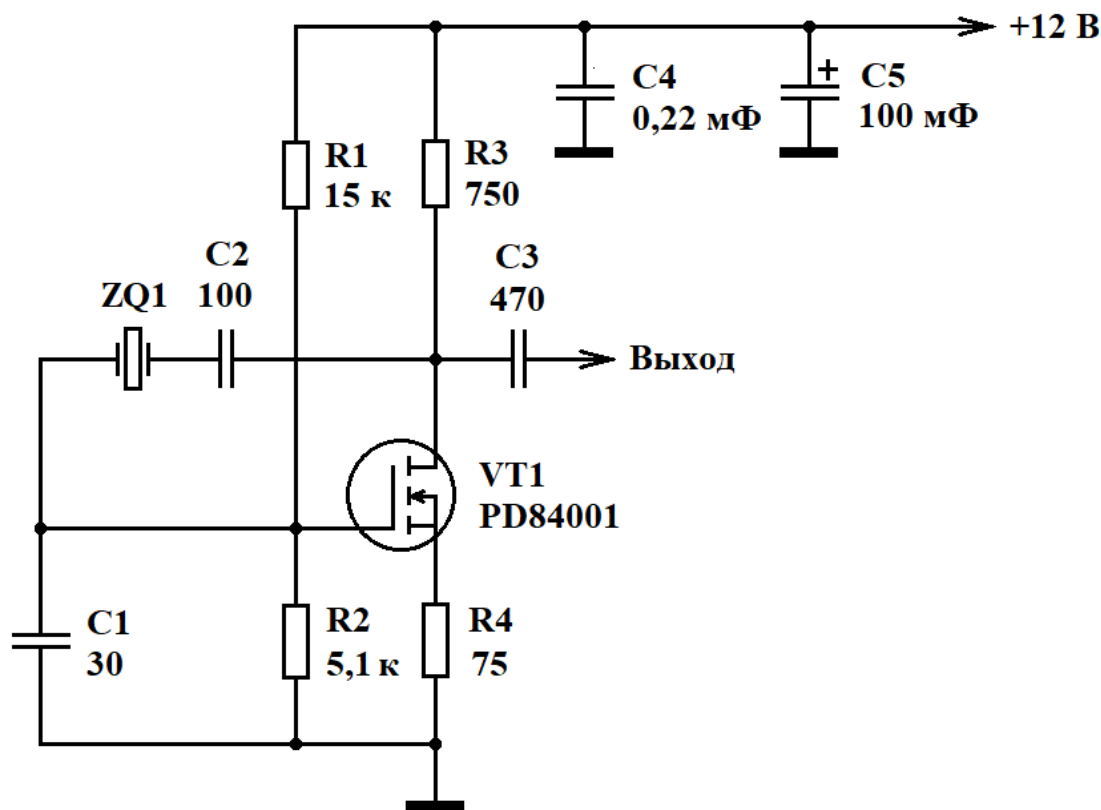 +12 В
C4
0,22 мФ
+
C5
100 мФ
R1
15 к
R3
750
C2
100
ZQ1
C3
470
Выход
VT1
PD84001
C1
30
R2
5,1 к
R4
75